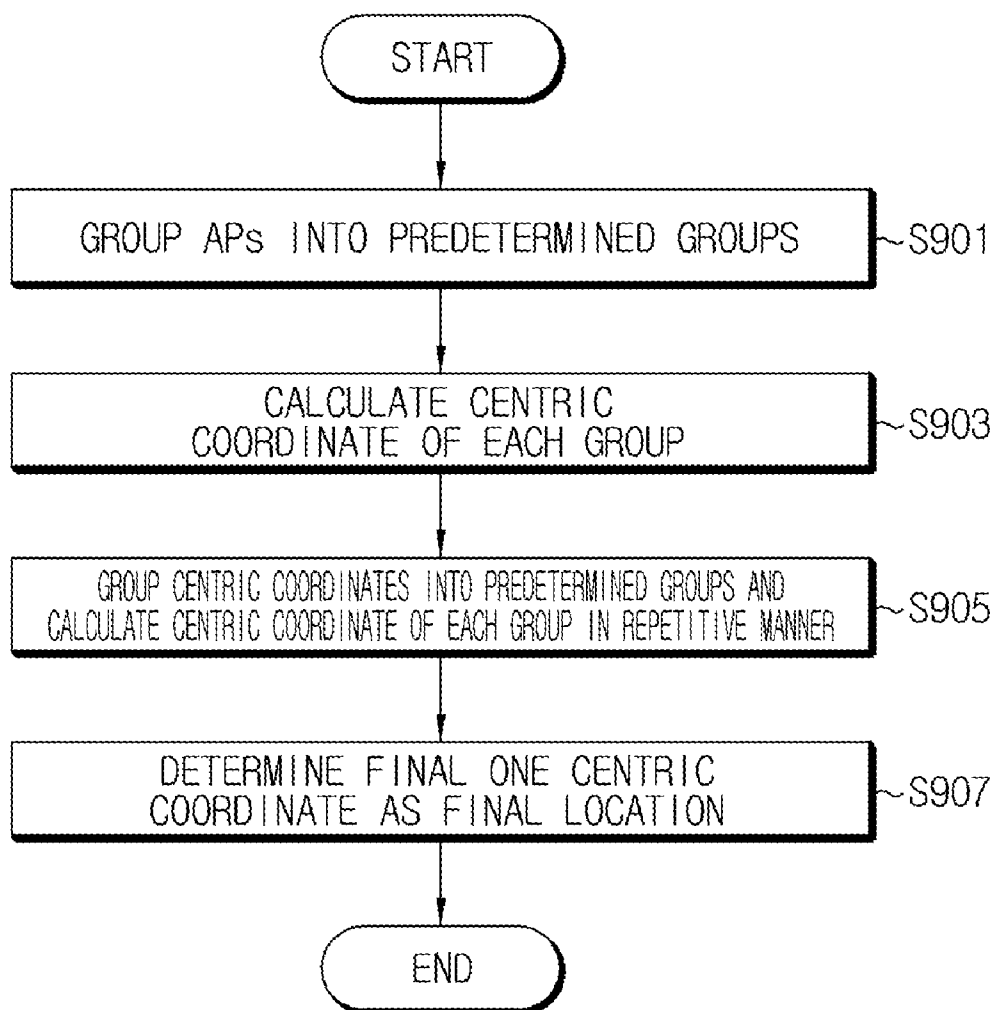 START
GROUP APs INTO PREDETERMINED GROUPS
S901
CALCULATE CENTRIC
COORDINATE OF EACH GROUP
S903
GROUP CENTRIC COORDINATES INTO PREDETERMINED GROUPS AND
CALCULATE CENTRIC COORDINATE OF EACH GROUP IN REPETITIVE MANNER
S905
DETERMINE FINAL ONE CENTRIC
COORDINATE AS FINAL LOCATION
S907
END